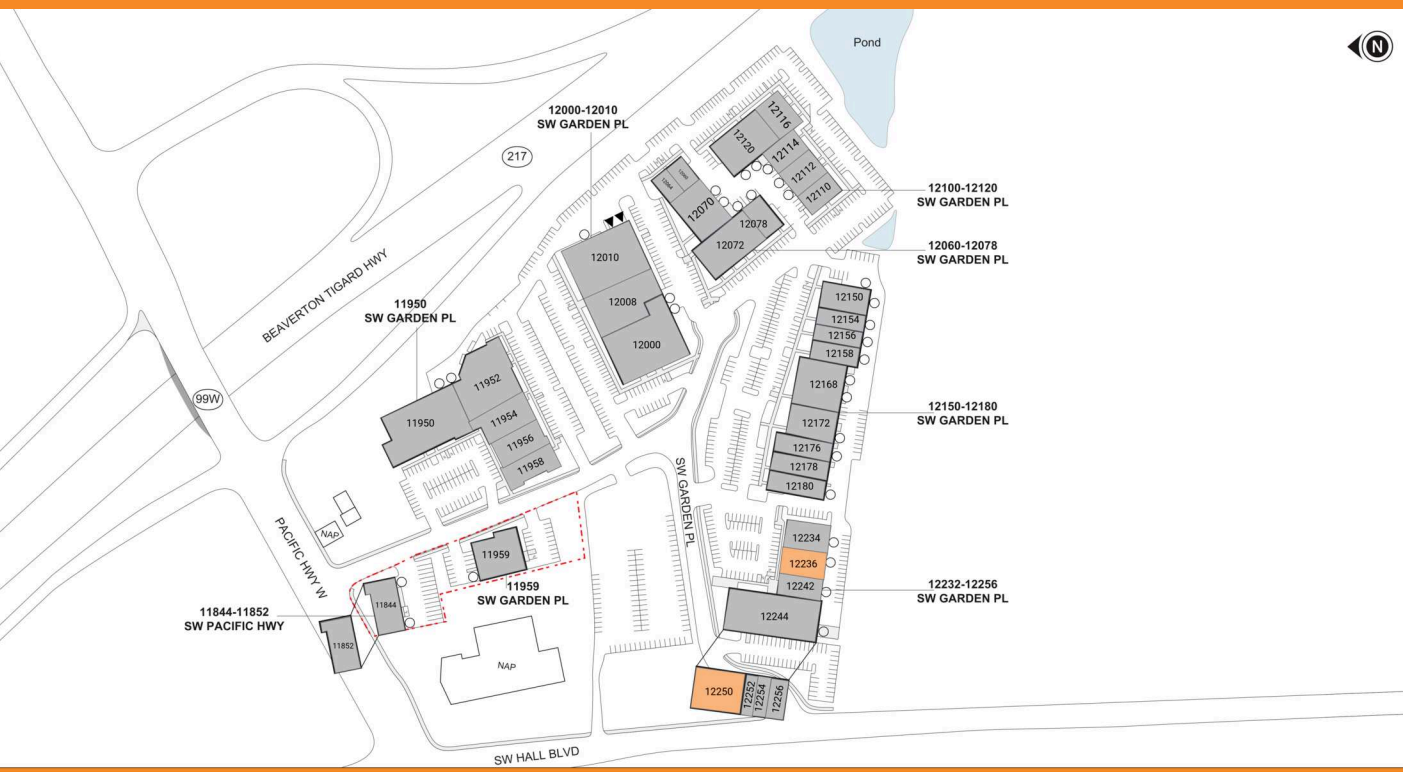 Pond
N
12000-12010
SW GARDEN PL
217
12116
12120
12114
12112
12110
12100-12120
SW GARDEN PL
12070
12078
12072
12060-12078
SW GARDEN PL
BEAVERTON TIGARD HWY
12010
12008
12000
11950
SW GARDEN PL
11952
11950
11954
11956
11958
99W
12150
12154
12156
12158
12168
12172
12176
12178
12180
12150-12180
SW GARDEN PL
SW GARDEN PL
NAP
PACIFIC HWY W
11959
11959
SW GARDEN PL
12234
12236
12242
12244
12232-12256
SW GARDEN PL
11844-11852
SW PACIFIC HWY
11844
11852
NAP
12250
12252
12254
12256
SW HALL BLVD